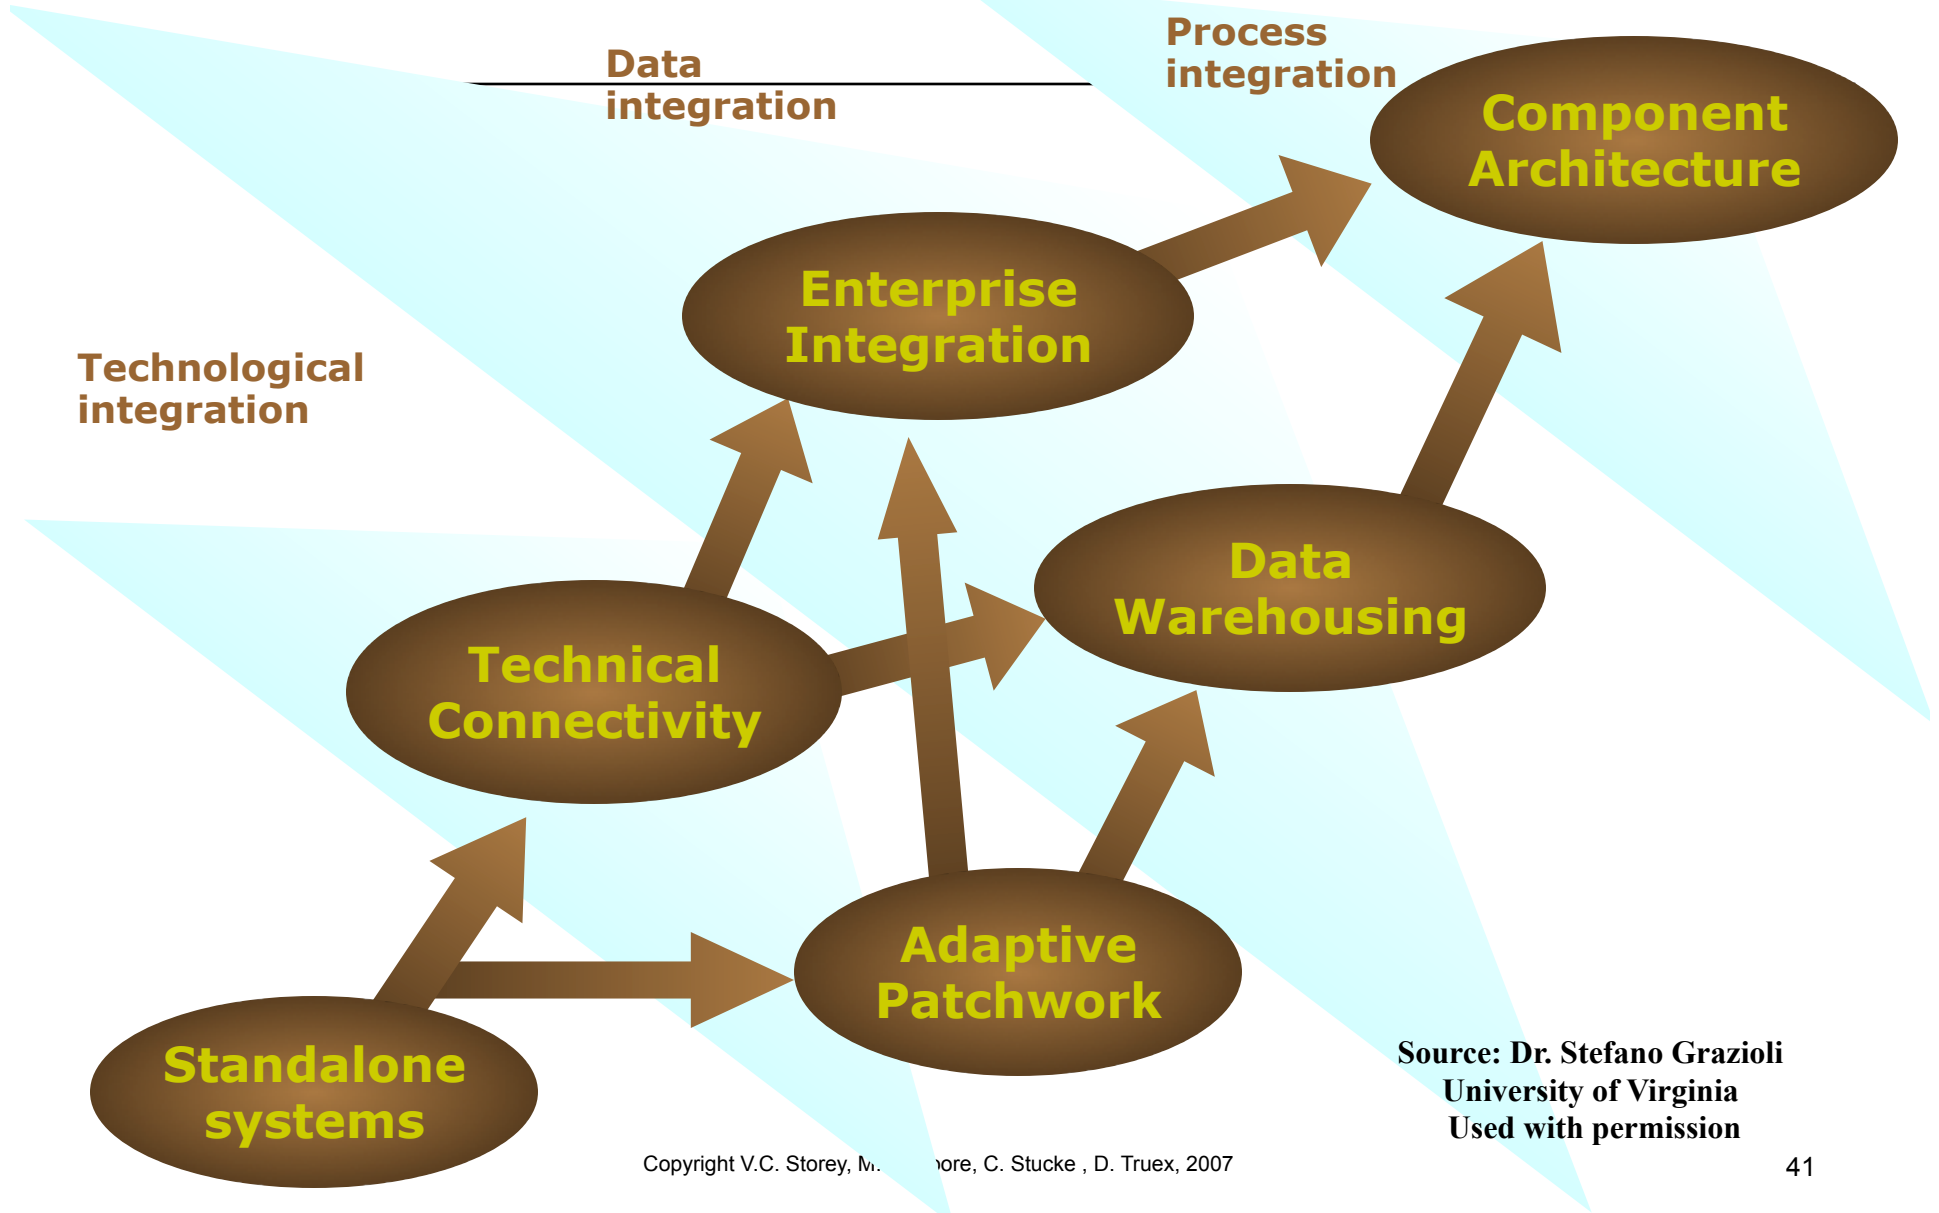 Process
integration
Data
integration
Component
Architecture
Enterprise
Integration
Technological
integration
Data
Warehousing
Technical
Connectivity
Adaptive
Patchwork
Standalone
systems
Source: Dr. Stefano Grazioli
University of Virginia
Used with permission
Copyright V.C. Storey, C. Stucke , D. Truex, 2007
41